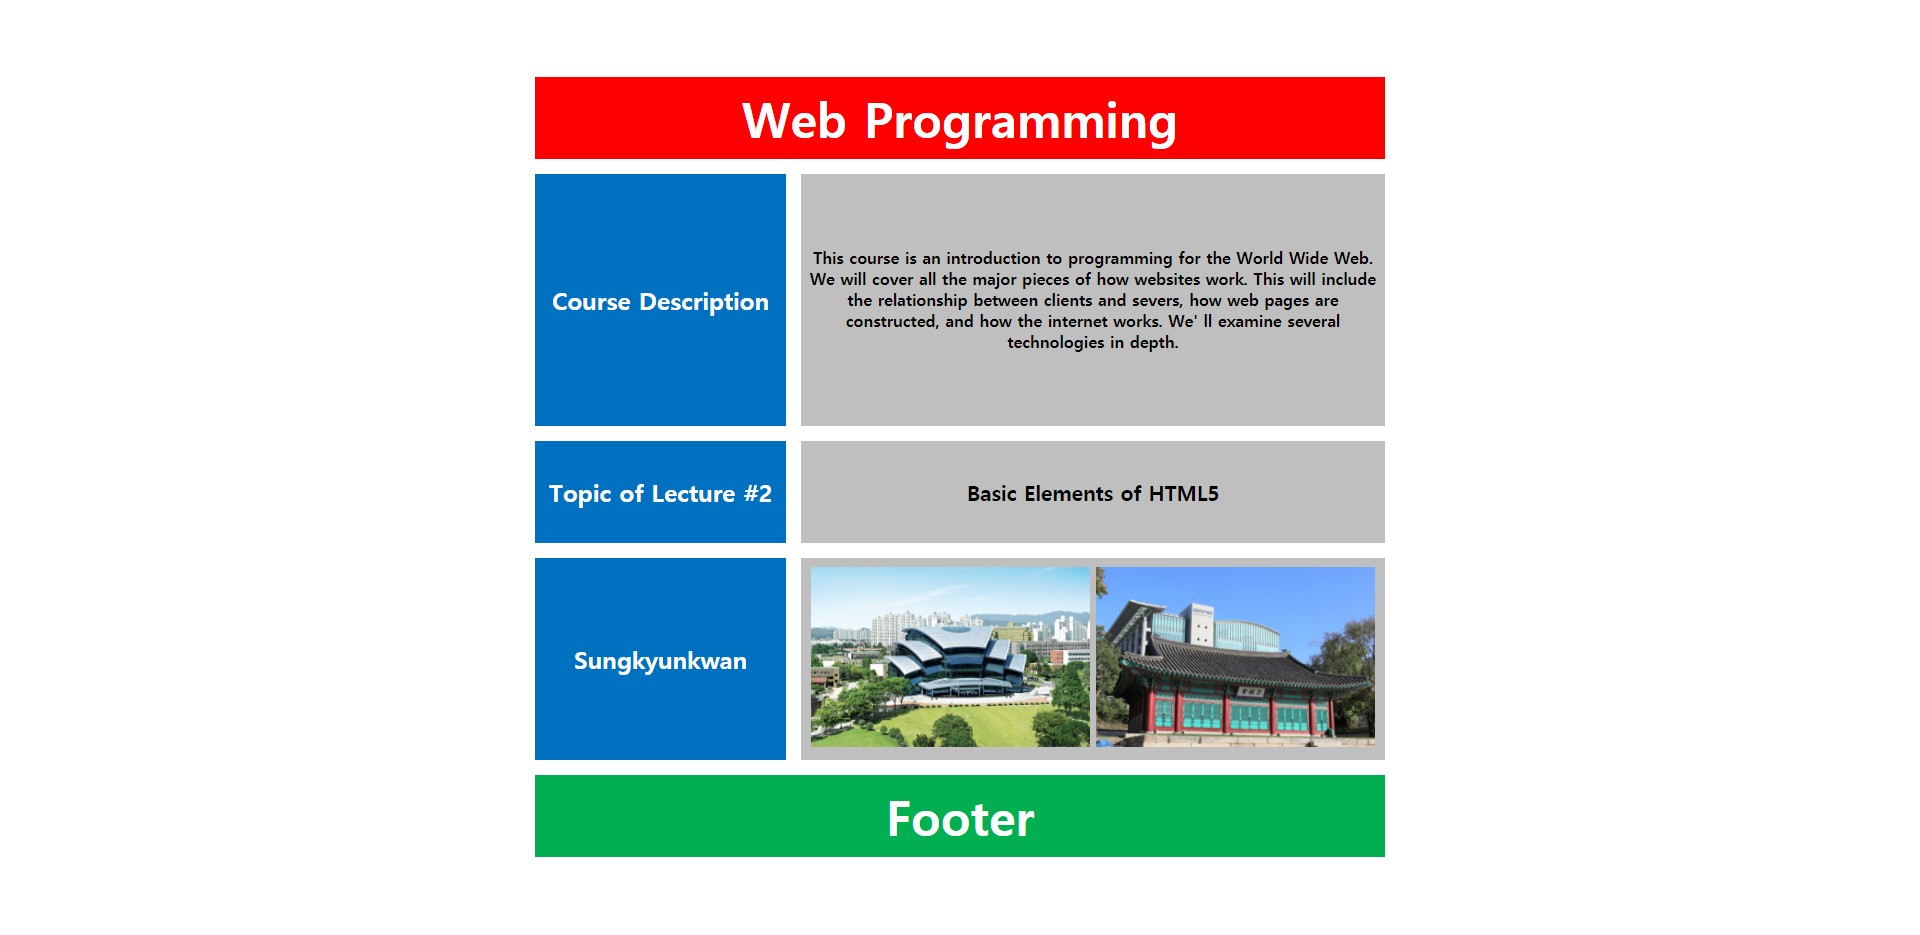 Web Programming
Course Description
This course is an introduction to programming for the World Wide Web.
We will cover all the major pieces of how websites work. This will include
the relationship between clients and severs, how web pages are
constructed, and how the internet works. We' ll examine several
technologies in depth.
Topic of Lecture #2
Basic Elements of HTML5
Sungkyunkwan
Footer